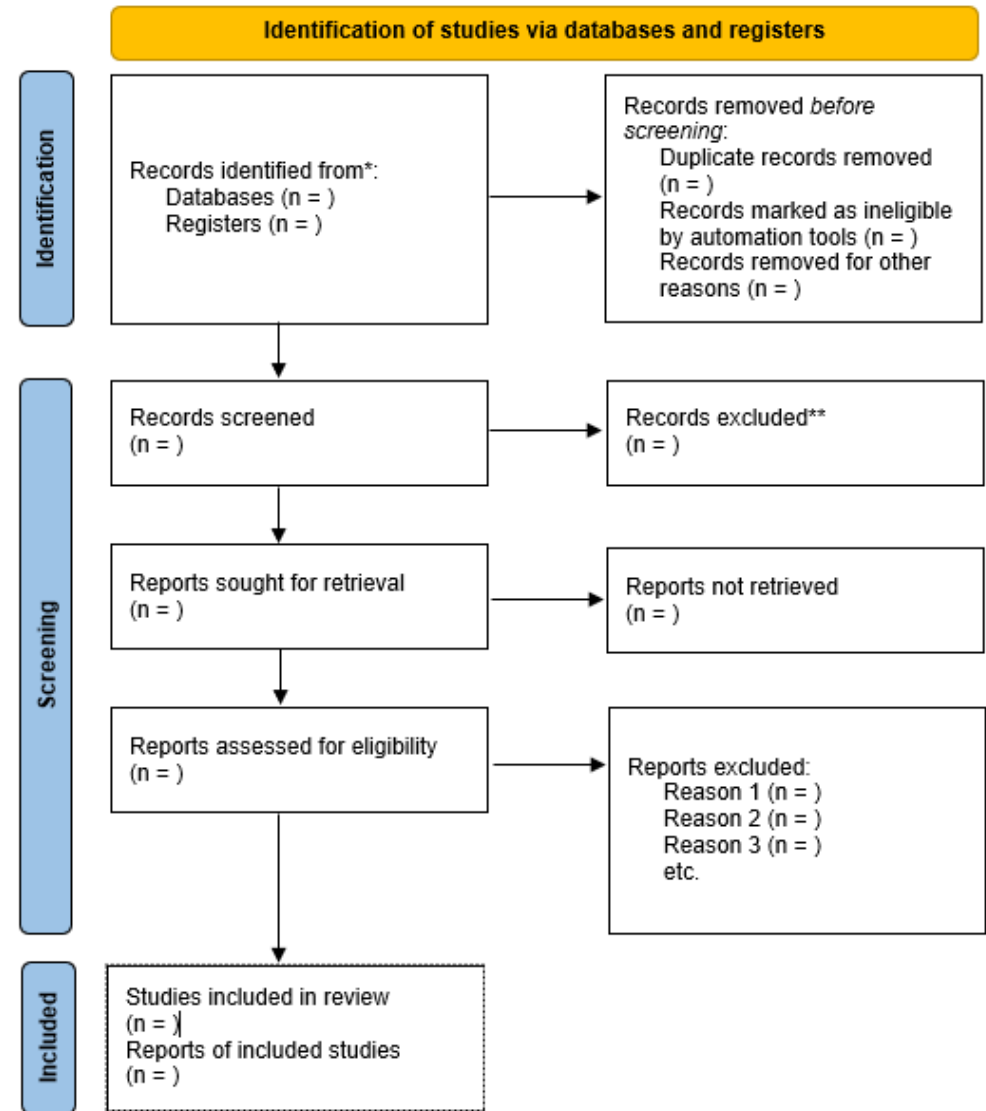 Identification of studies via databases and registers
Identification
Records identified from*:
Databases (n = )
Registers (n = )
Records removed before
screening:
Duplicate records removed
(n = )
Records marked as ineligible
by automation tools (n = )
Records removed for other
reasons (n = )
Screening
Records screened
(n = )
Records excluded**
(n = )
Reports sought for retrieval
(n = )
Reports not retrieved
(n = )
Reports assessed for eligibility
(n = )
Reports excluded:
Reason 1 (n = )
Reason 2 (n = )
Reason 3 (n = )
etc.
Included
Studies included in review
(n = )
Reports of included studies
(n = )